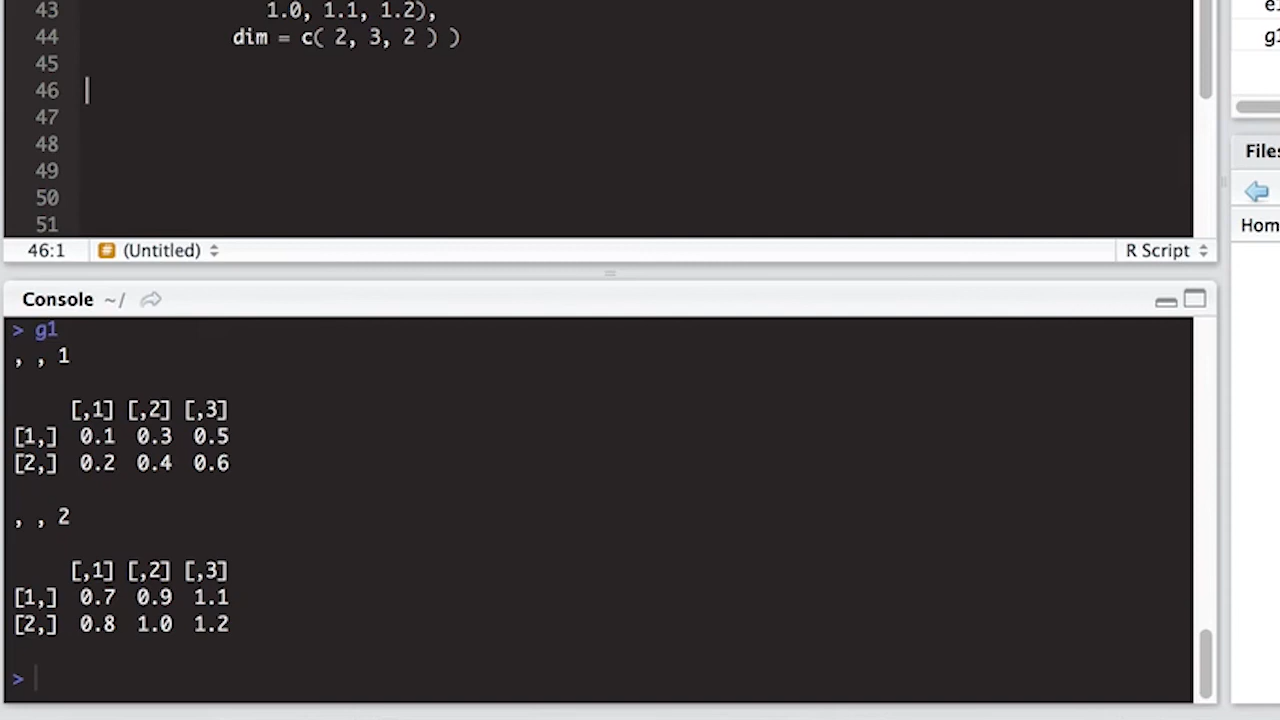 43 1.0, 1.1, 1.2),
44 dim = c( 2, 3, 2 ) )
45
46
47
48
49
50
51
46:1 (Untitled) R Script
Console ~/
> g1
, , 1
[,1] [,2] [,3]
[1,] 0.1 0.3 0.5
[2,] 0.2 0.4 0.6
, , 2
[,1] [,2] [,3]
[1,] 0.7 0.9 1.1
[2,] 0.8 1.0 1.2
>
g1
Files
Hom